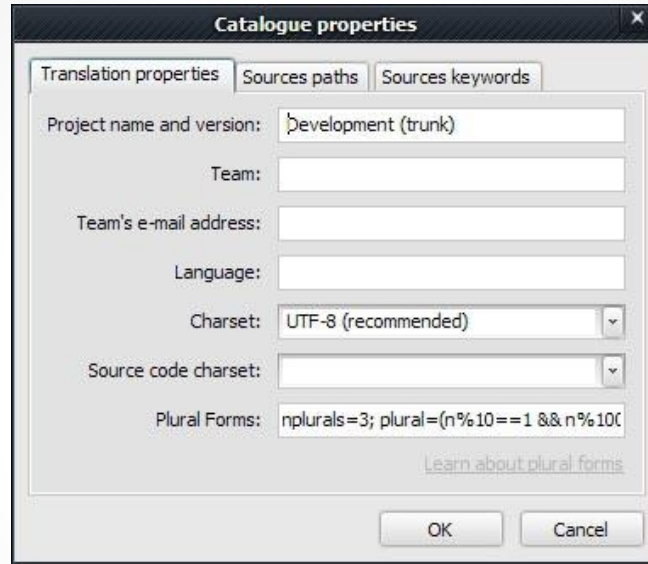 Catalogue properties
Translation properties Sources paths Sources keywords
Project name and version: Development (trunk)
Team:
Team's e-mail address:
Language:
Charset: UTF-8 (recommended)
Source code charset:
Plural Forms: nplurals=3; plural=(n%10==1 && n%100
Learn about plural forms
OK Cancel